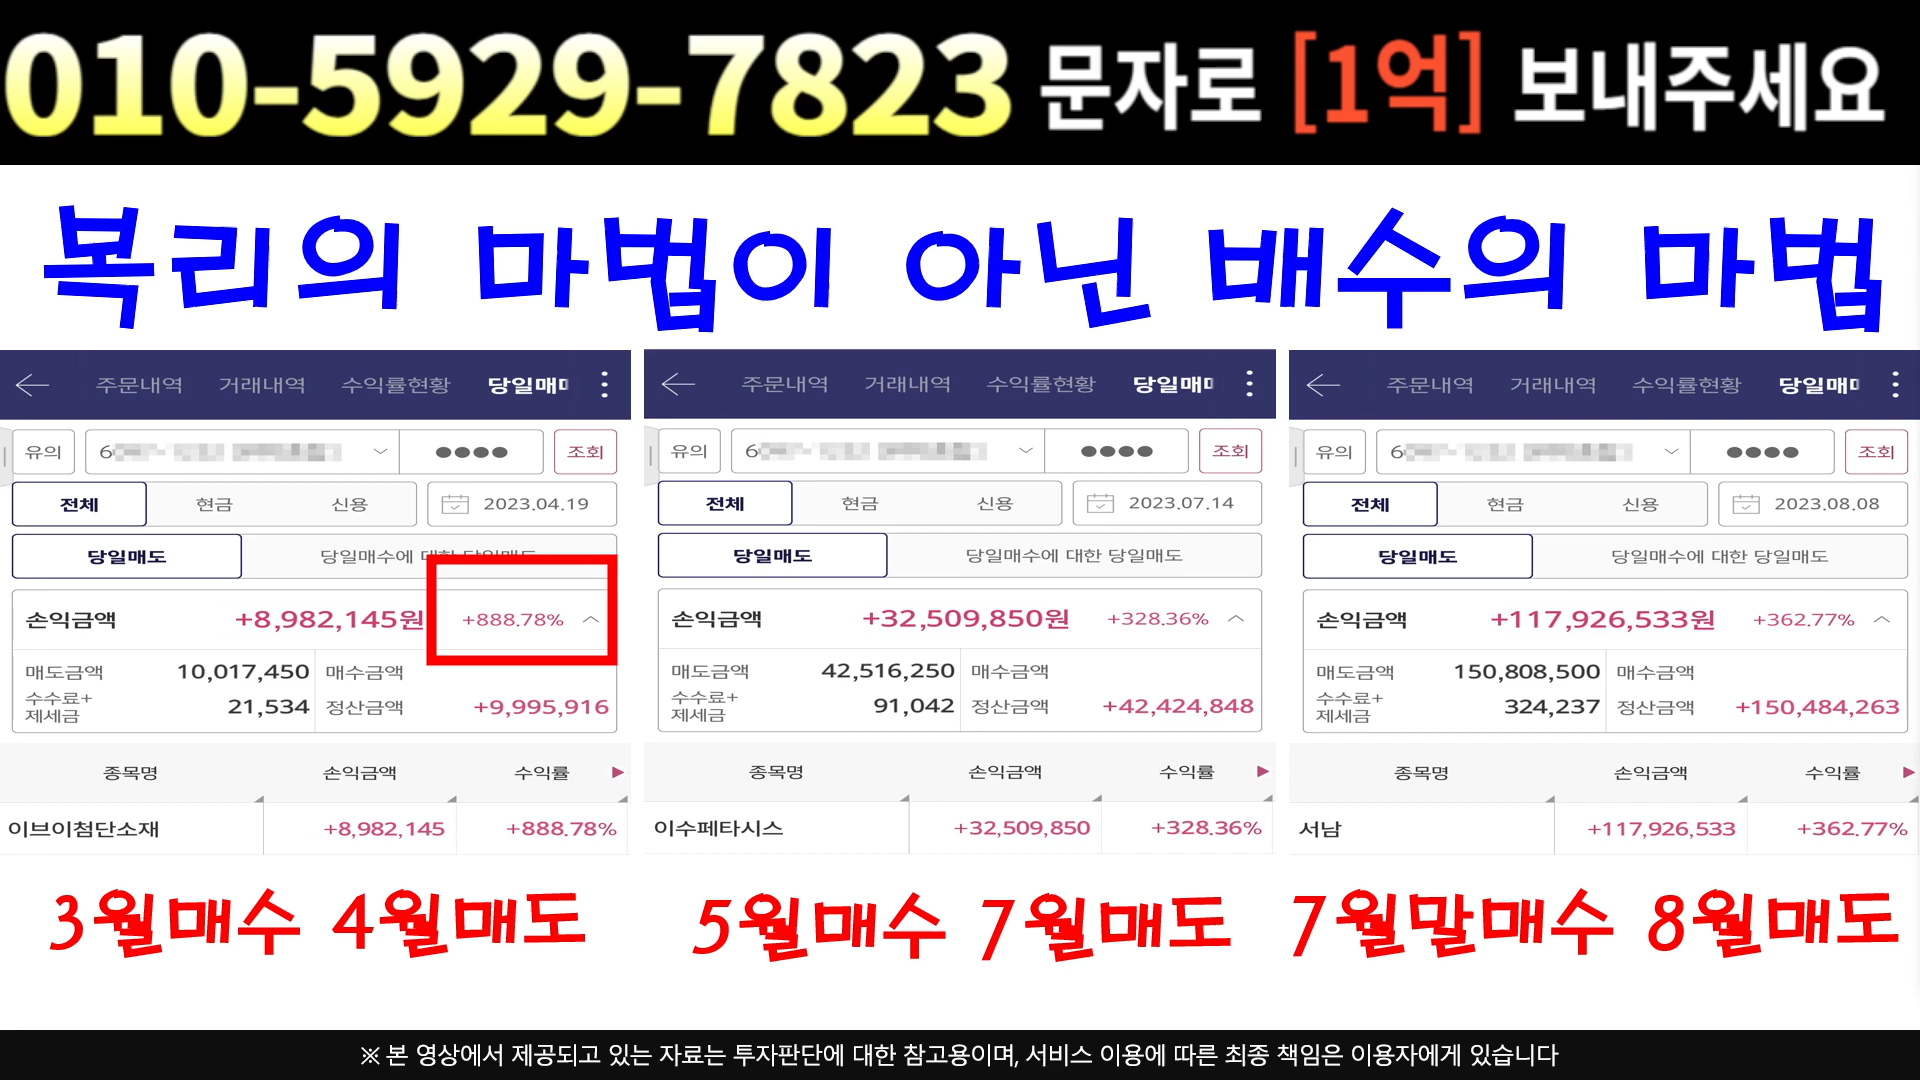 010-5929-7823 문자로 [1억] 보내주세요
복리의 마법이 아닌 배수의 마법
주문내역 거래내역 수익률현황 당일매매
유의 6 ●●●● 조회
전체 현금 신용 2023.04.19
당일매도 당일매수에 대한 당일매도
손익금액 +8,982,145원 +888.78%
매도금액 10,017,450 매수금액
수수료+
제세금 21,534 정산금액 +9,995,916
종목명 손익금액 수익률
이브이첨단소재 +8,982,145 +888.78%
3월매수 4월매도
주문내역 거래내역 수익률현황 당일매매
유의 6 ●●●● 조회
전체 현금 신용 2023.07.14
당일매도 당일매수에 대한 당일매도
손익금액 +32,509,850원 +328.36%
매도금액 42,516,250 매수금액
수수료+
제세금 91,042 정산금액 +42,424,848
종목명 손익금액 수익률
이수페타시스 +32,509,850 +328.36%
5월매수 7월매도
주문내역 거래내역 수익률현황 당일매매
유의 6 ●●●● 조회
전체 현금 신용 2023.08.08
당일매도 당일매수에 대한 당일매도
손익금액 +117,926,533원 +362.77%
매도금액 150,808,500 매수금액
수수료+
제세금 324,237 정산금액 +150,484,263
종목명 손익금액 수익률
서남 +117,926,533 +362.77%
7월말매수 8월매도
※ 본 영상에서 제공되고 있는 자료는 투자판단에 대한 참고용이며, 서비스 이용에 따른 최종 책임은 이용자에게 있습니다